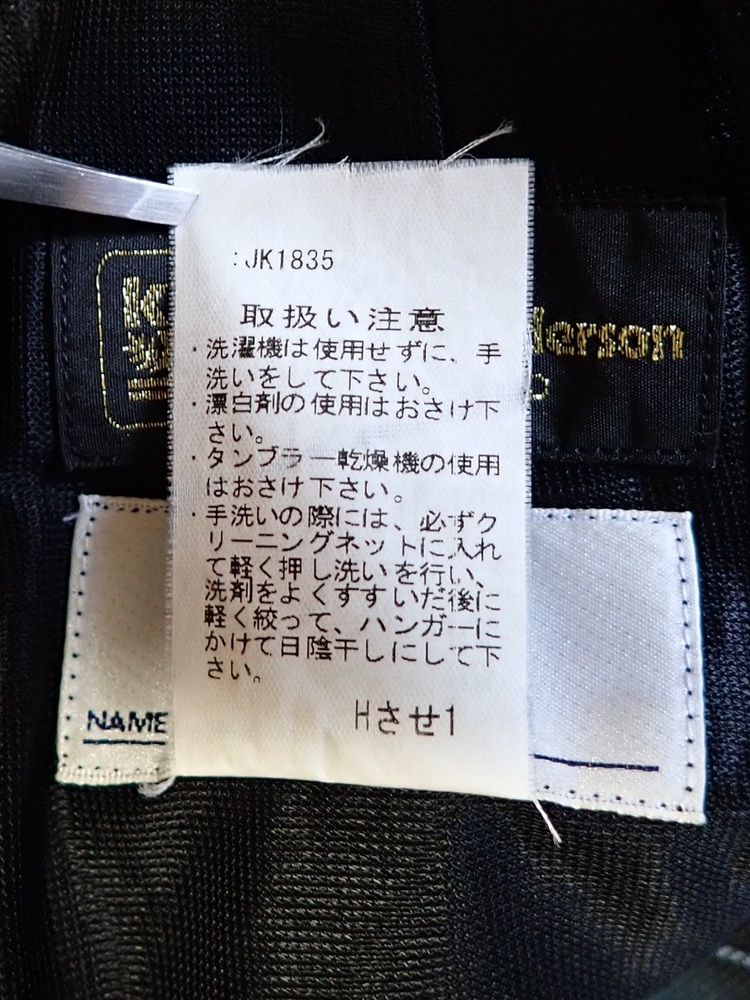 :JK1835
取扱い注意
・洗濯機は使用せずに、手
洗いをして下さい。
・漂白剤の使用はおさけ下
さい。
・タンブラー乾燥機の使用
はおさけ下さい。
・手洗いの際には、必ずク
リーニングネットに入れ
て軽く押し洗いを行い、
洗剤をよくすすいだ後に
軽く絞って、ハンガーに
かけて日陰干しにして下
さい。
Hさせ1
derson
NAME